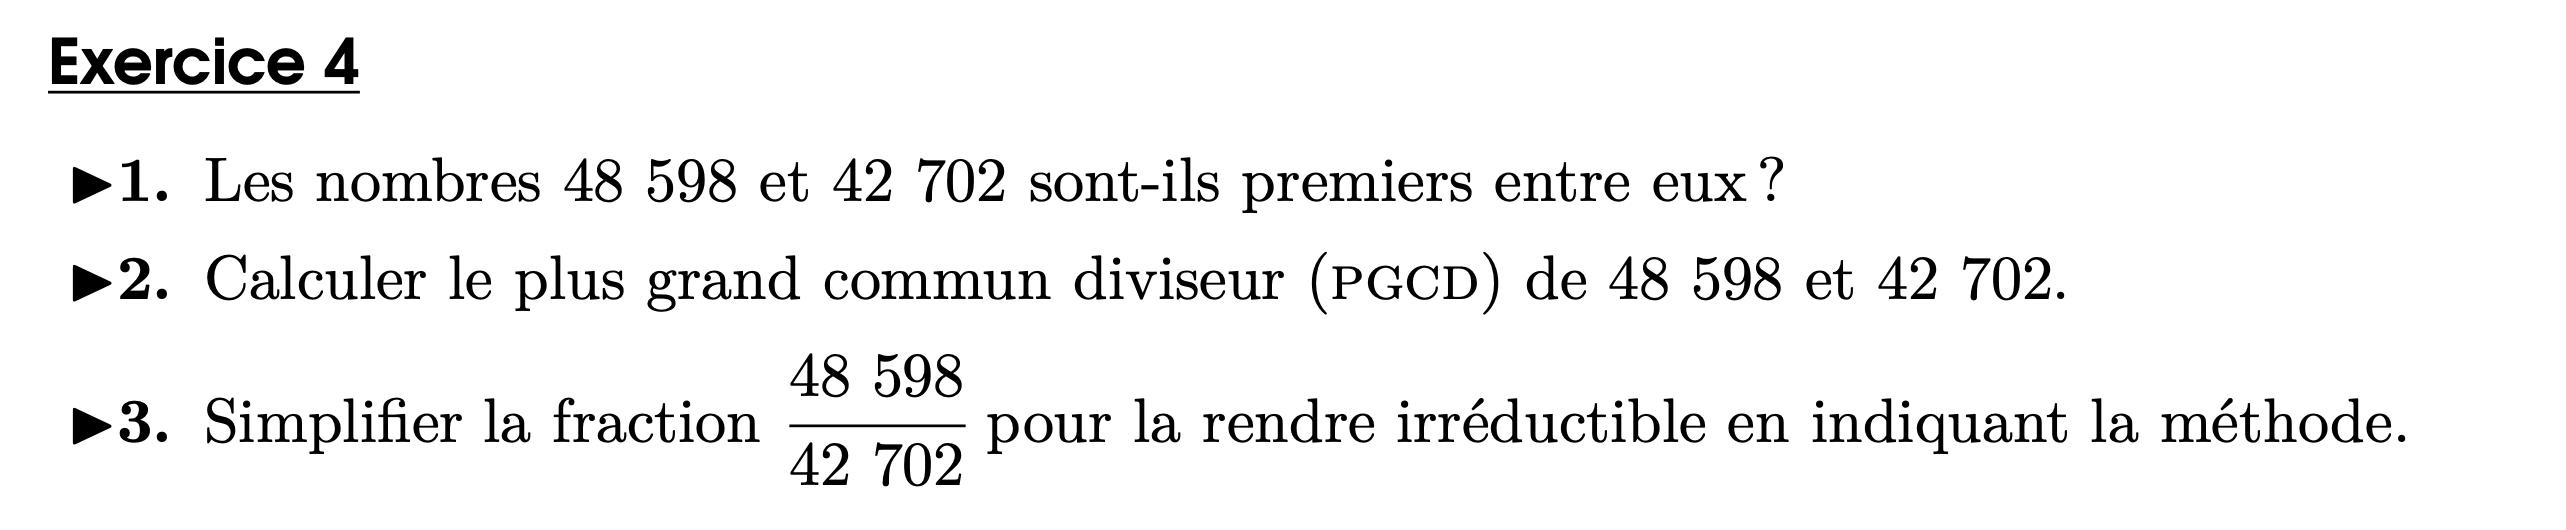 Exercice 4
▶1. Les nombres 48 598 et 42 702 sont-ils premiers entre eux ?
▶2. Calculer le plus grand commun diviseur (PGCD) de 48 598 et 42 702.
▶3. Simplifier la fraction 48 598 / 42 702 pour la rendre irréductible en indiquant la méthode.